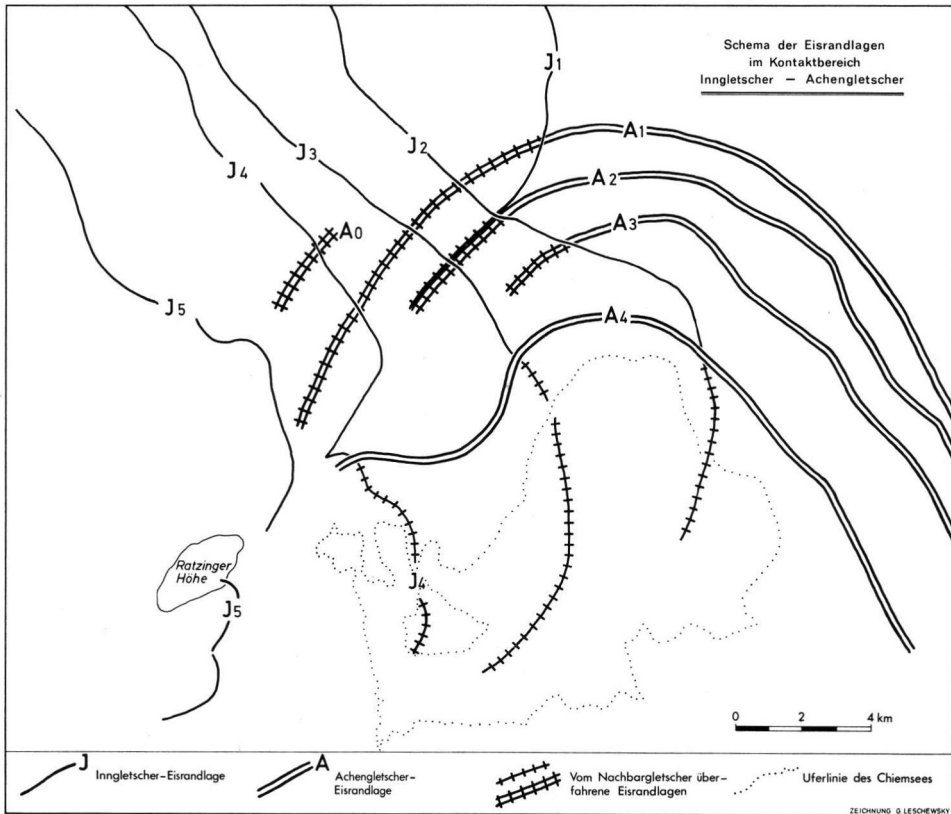 Schema der Eisrandlagen
im Kontaktbereich
Inngletscher – Achengletscher
J1
A1
J2
J3
J4
A2
A3
A0
J5
A4
Ratzinger
Höhe
J4
J5
0 2 4 km
J
Inngletscher-Eisrandlage
A
Achengletscher-
Eisrandlage
Vom Nachbargletscher über-
fahrene Eisrandlagen
Uferlinie des Chiemsees
ZEICHNUNG G. LESCHEWSKY